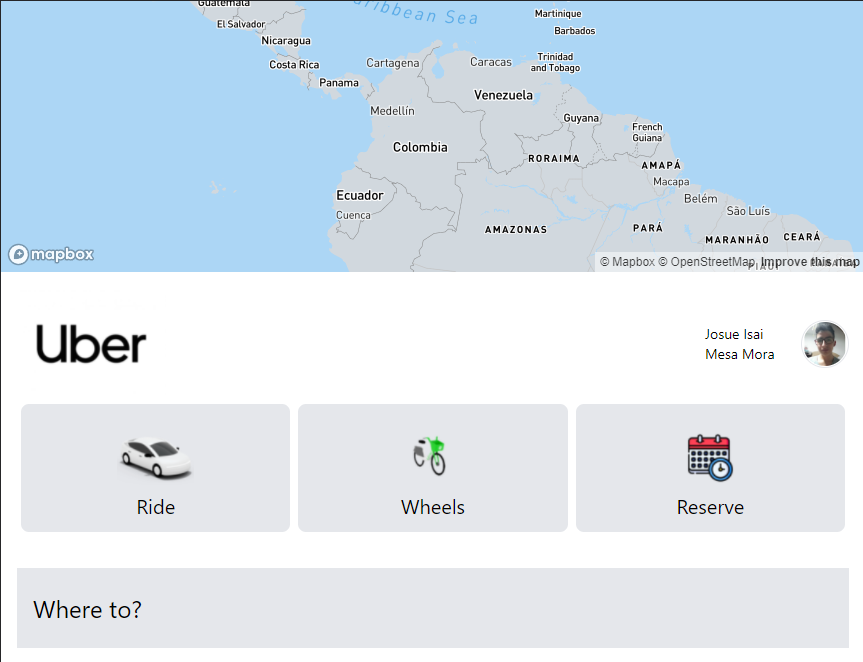 Guatemala
Caribbean Sea
El Salvador
Martinique
Nicaragua
Barbados
Costa Rica
Cartagena
Caracas
Trinidad
and Tobago
Panama
Venezuela
Medellín
Guyana
French
Guiana
Colombia
RORAIMA
AMAPÁ
Macapa
Ecuador
Belém
Cuenca
São Luís
AMAZONAS
PARÁ
MARANHÃO
CEARÁ
mapbox
© Mapbox © OpenStreetMap Improve this map
PIAUÍ
Uber
Josue Isai
Mesa Mora
Ride
Wheels
Reserve
Where to?